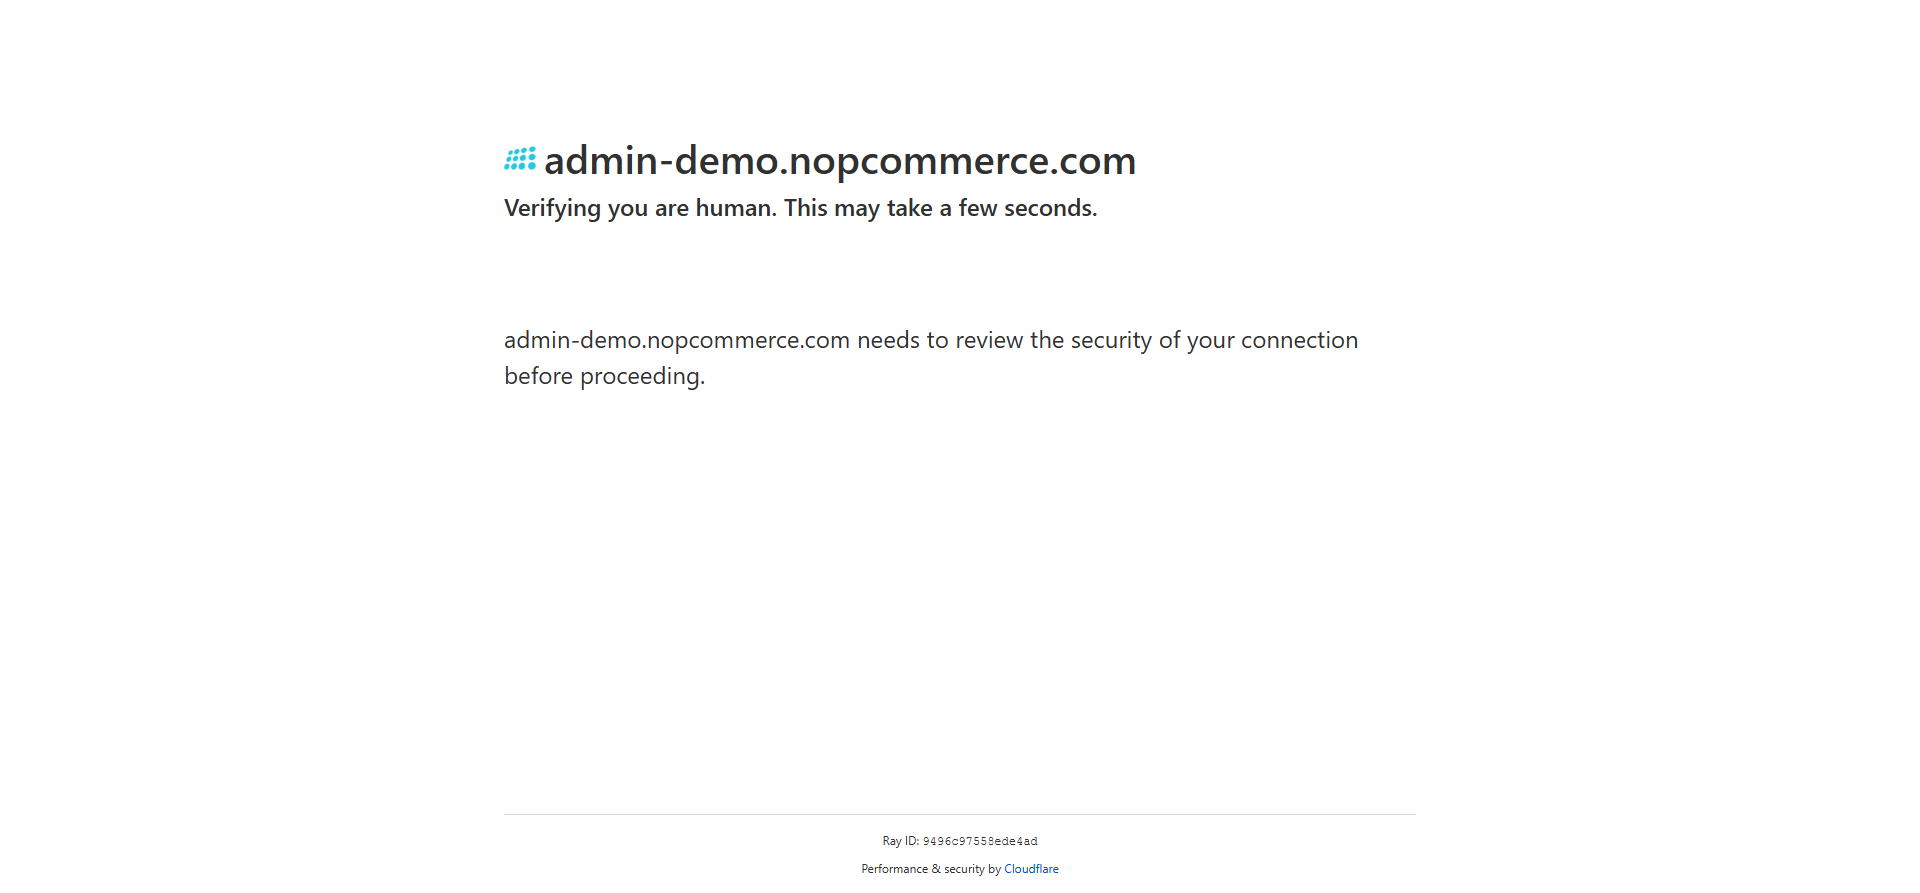 admin-demo.nopcommerce.com
Verifying you are human. This may take a few seconds.
admin-demo.nopcommerce.com needs to review the security of your connection
before proceeding.
Ray ID: 9496c97558ede4ad
Performance & security by Cloudflare